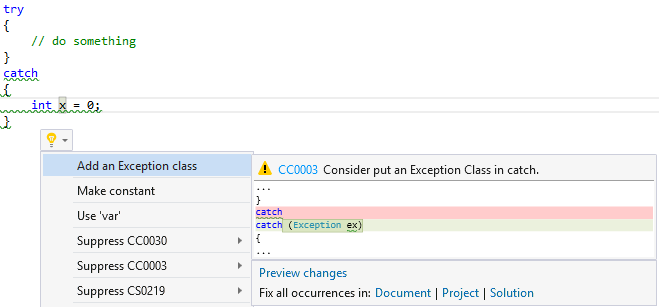 try
{
// do something
}
catch
{
int x = 0;
}
Add an Exception class
Make constant
Use 'var'
Suppress CC0030
Suppress CC0003
Suppress CS0219
CC0003 Consider put an Exception Class in catch.
...
}
catch
catch (Exception ex)
{
...
Preview changes
Fix all occurrences in: Document | Project | Solution